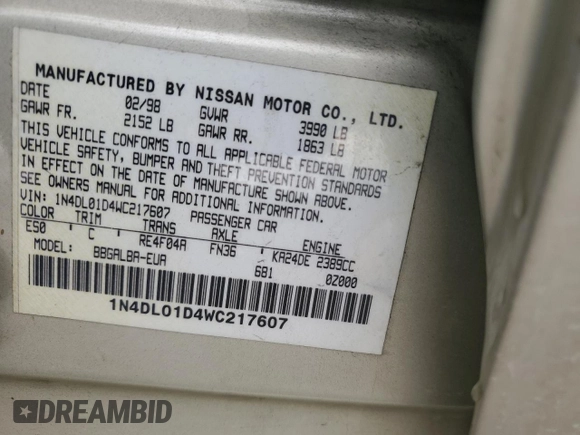 MANUFACTURED BY NISSAN MOTOR CO., LTD.
DATE 02/98 GVWR 3990 LB
GAWR FR. 2152 LB GAWR RR. 1863 LB
THIS VEHICLE CONFORMS TO ALL APPLICABLE FEDERAL MOTOR
VEHICLE SAFETY, BUMPER AND THEFT PREVENTION STANDARDS
IN EFFECT ON THE DATE OF MANUFACTURE SHOWN ABOVE.
SEE OWNERS MANUAL FOR ADDITIONAL INFORMATION.
VIN: 1N4DL01D4WC217607 PASSENGER CAR
COLOR TRIM TRANS AXLE ENGINE
ES0 C RE4F04A FN36 KA24DE 2389CC
MODEL: BBGALBA-EUA 681 0Z000
1N4DL01D4WC217607
DREAMBID